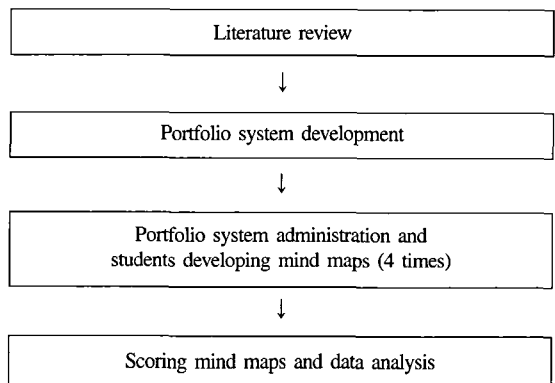 Literature review
↓
Portfolio system development
↓
Portfolio system administration and
students developing mind maps (4 times)
↓
Scoring mind maps and data analysis